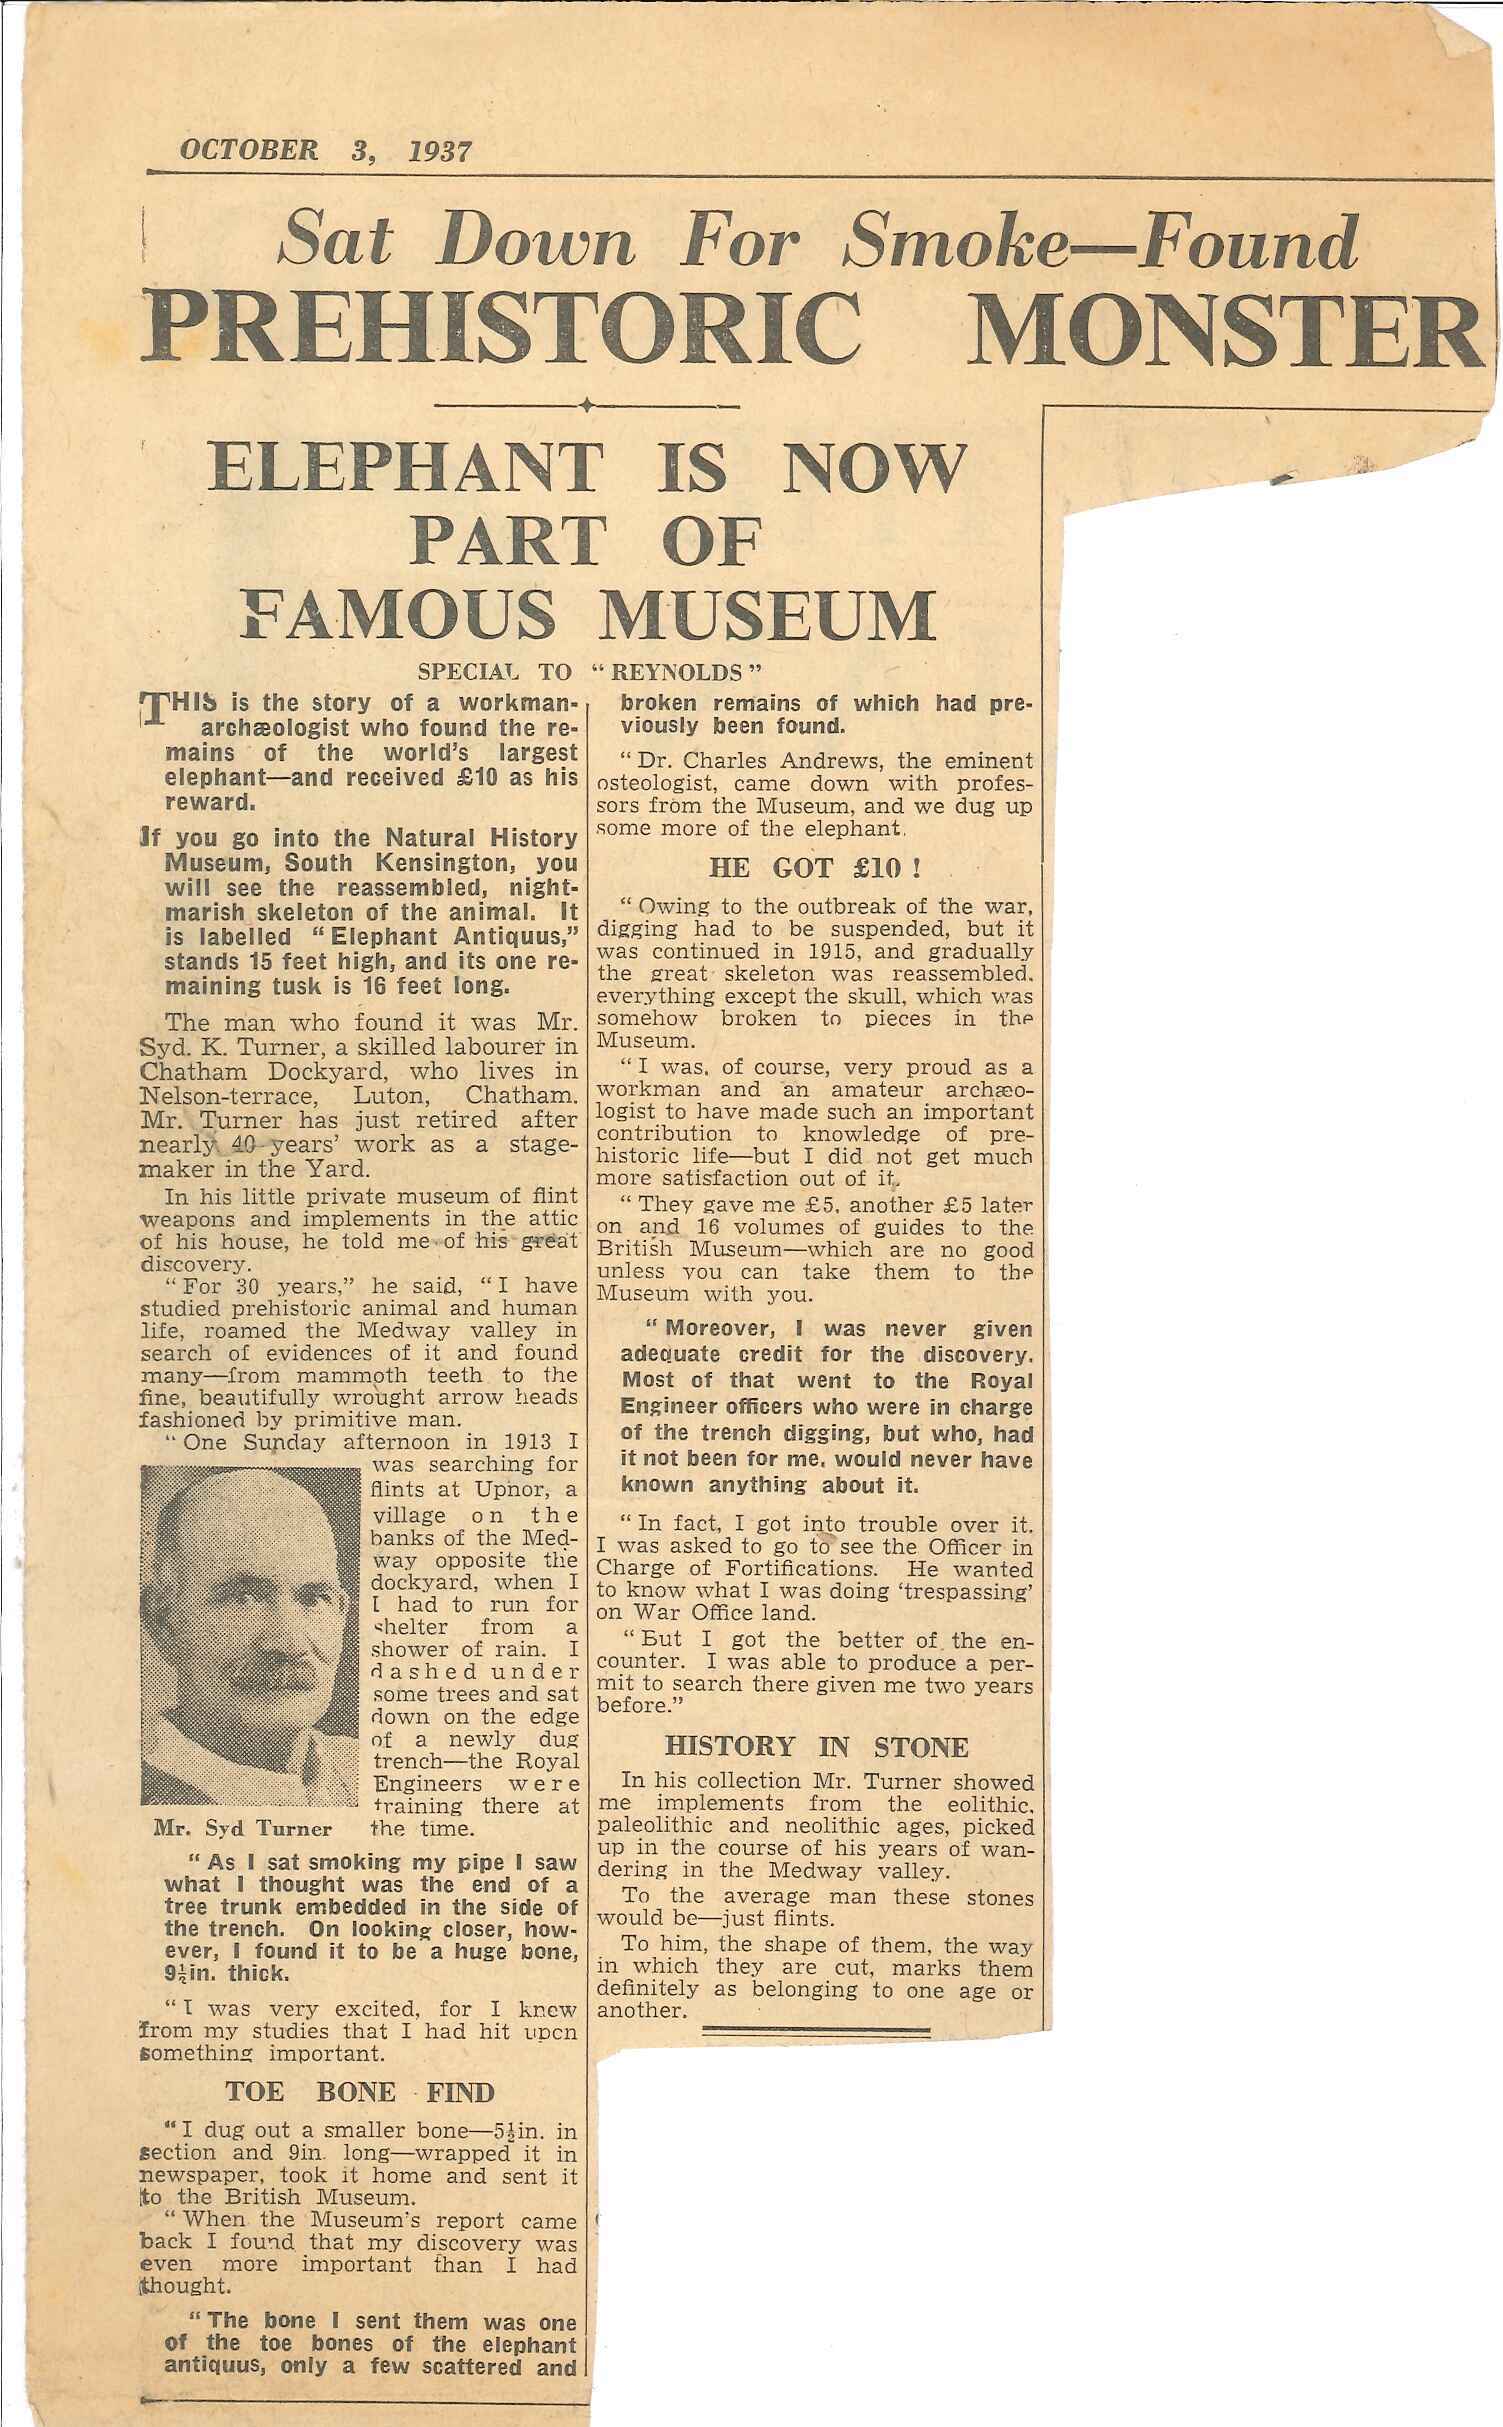 OCTOBER 3, 1937
Sat Down For Smoke—Found
PREHISTORIC MONSTER
ELEPHANT IS NOW
PART OF
FAMOUS MUSEUM
SPECIAL TO “REYNOLDS”
THIS is the story of a workman-
archæologist who found the re-
mains of the world's largest
elephant—and received £10 as his
reward.
If you go into the Natural History
Museum, South Kensington, you
will see the reassembled, night-
marish skeleton of the animal. It
is labelled “Elephant Antiquus,”
stands 15 feet high, and its one re-
maining tusk is 16 feet long.
The man who found it was Mr.
Syd. K. Turner, a skilled labourer in
Chatham Dockyard, who lives in
Nelson-terrace, Luton, Chatham.
Mr. Turner has just retired after
nearly 40 years' work as a stage-
maker in the Yard.
In his little private museum of flint
weapons and implements in the attic
of his house, he told me of his great
discovery.
“For 30 years,” he said, “I have
studied prehistoric animal and human
life, roamed the Medway valley in
search of evidences of it and found
many—from mammoth teeth to the
fine, beautifully wrought arrow heads
fashioned by primitive man.
“One Sunday afternoon in 1913 I
was searching for
flints at Upnor, a
village on the
banks of the Med-
way opposite the
dockyard, when I
I had to run for
shelter from a
shower of rain. I
dashed under
some trees and sat
down on the edge
of a newly dug
trench—the Royal
Engineers were
training there at
the time.
Mr. Syd Turner
“As I sat smoking my pipe I saw
what I thought was the end of a
tree trunk embedded in the side of
the trench. On looking closer, how-
ever, I found it to be a huge bone,
9½in. thick.
“I was very excited, for I knew
from my studies that I had hit upon
something important.
TOE BONE FIND
“I dug out a smaller bone—5½in. in
section and 9in. long—wrapped it in
newspaper, took it home and sent it
to the British Museum.
“When the Museum's report came
back I found that my discovery was
even more important than I had
thought.
“The bone I sent them was one
of the toe bones of the elephant
antiquus, only a few scattered and
broken remains of which had pre-
viously been found.
“Dr. Charles Andrews, the eminent
osteologist, came down with profes-
sors from the Museum, and we dug up
some more of the elephant.
HE GOT £10!
“Owing to the outbreak of the war,
digging had to be suspended, but it
was continued in 1915, and gradually
the great skeleton was reassembled,
everything except the skull, which was
somehow broken to pieces in the
Museum.
“I was, of course, very proud as a
workman and an amateur archæo-
logist to have made such an important
contribution to knowledge of pre-
historic life—but I did not get much
more satisfaction out of it.
“They gave me £5, another £5 later
on and 16 volumes of guides to the
British Museum—which are no good
unless you can take them to the
Museum with you.
“Moreover, I was never given
adequate credit for the discovery.
Most of that went to the Royal
Engineer officers who were in charge
of the trench digging, but who, had
it not been for me, would never have
known anything about it.
“In fact, I got into trouble over it.
I was asked to go to see the Officer in
Charge of Fortifications. He wanted
to know what I was doing ‘trespassing’
on War Office land.
“But I got the better of the en-
counter. I was able to produce a per-
mit to search there given me two years
before.”
HISTORY IN STONE
In his collection Mr. Turner showed
me implements from the eolithic,
paleolithic and neolithic ages, picked
up in the course of his years of wan-
dering in the Medway valley.
To the average man these stones
would be—just flints.
To him, the shape of them, the way
in which they are cut, marks them
definitely as belonging to one age or
another.